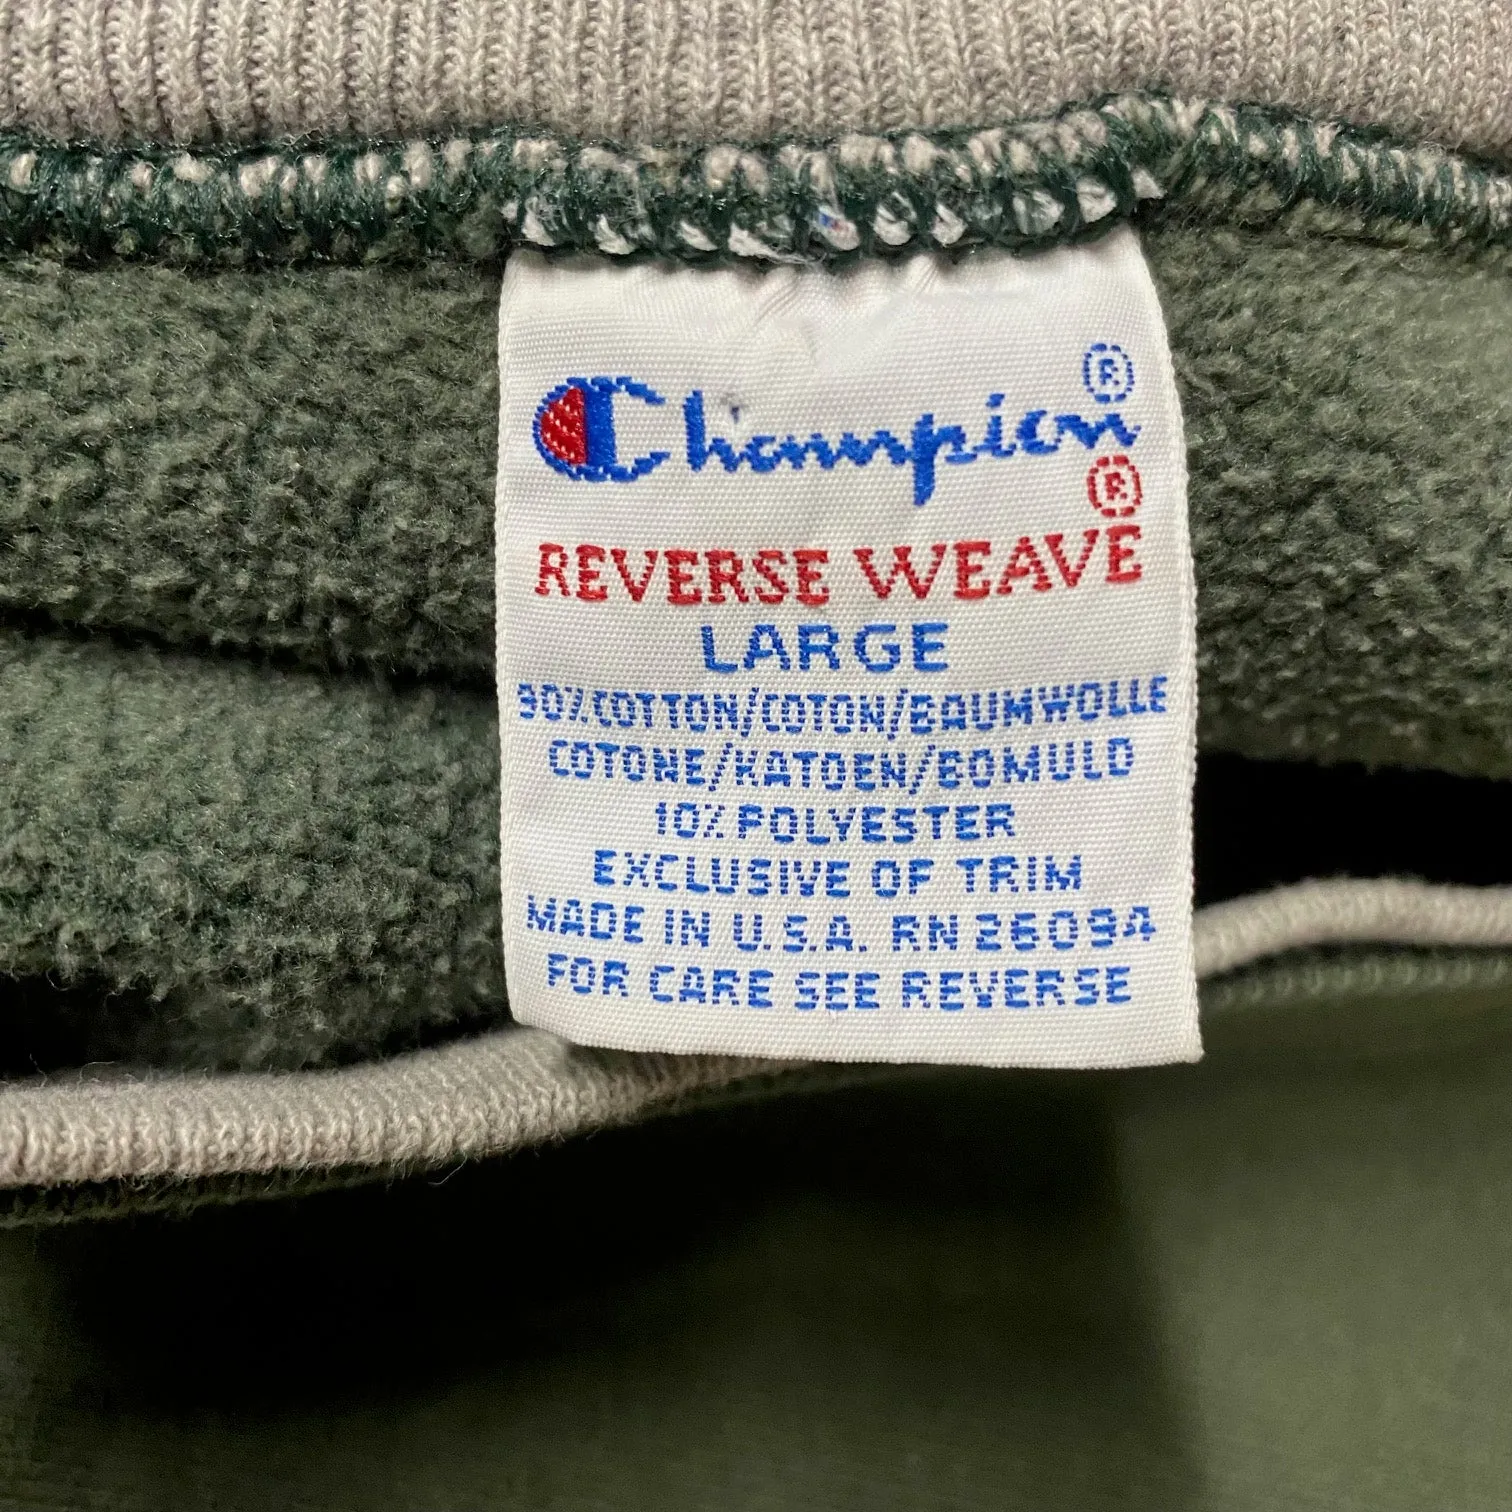 Champion®
REVERSE WEAVE®
LARGE
90% COTTON/COTON/BAUMWOLLE
COTONE/KATOEN/BOMULD
10% POLYESTER
EXCLUSIVE OF TRIM
MADE IN U.S.A. RN 26094
FOR CARE SEE REVERSE